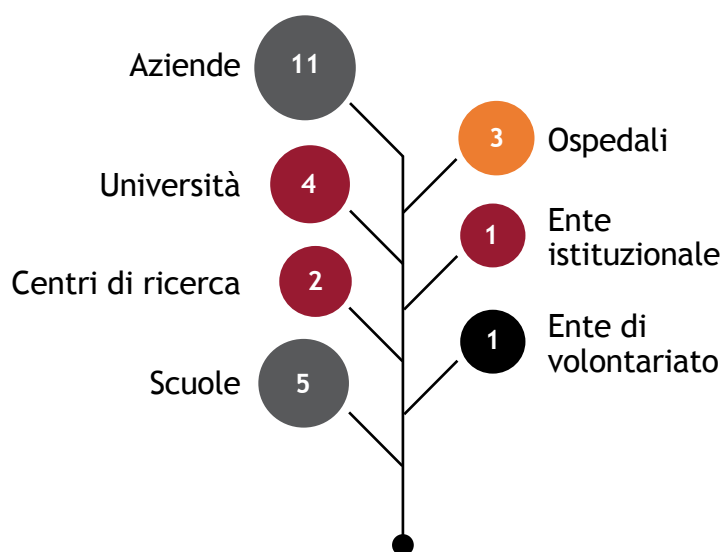 Aziende 11
3 Ospedali
Università 4
1 Ente
istituzionale
Centri di ricerca 2
1 Ente di
volontariato
Scuole 5